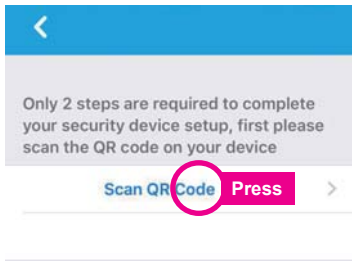 Only 2 steps are required to complete
your security device setup, first please
scan the QR code on your device
Scan QR Code Press